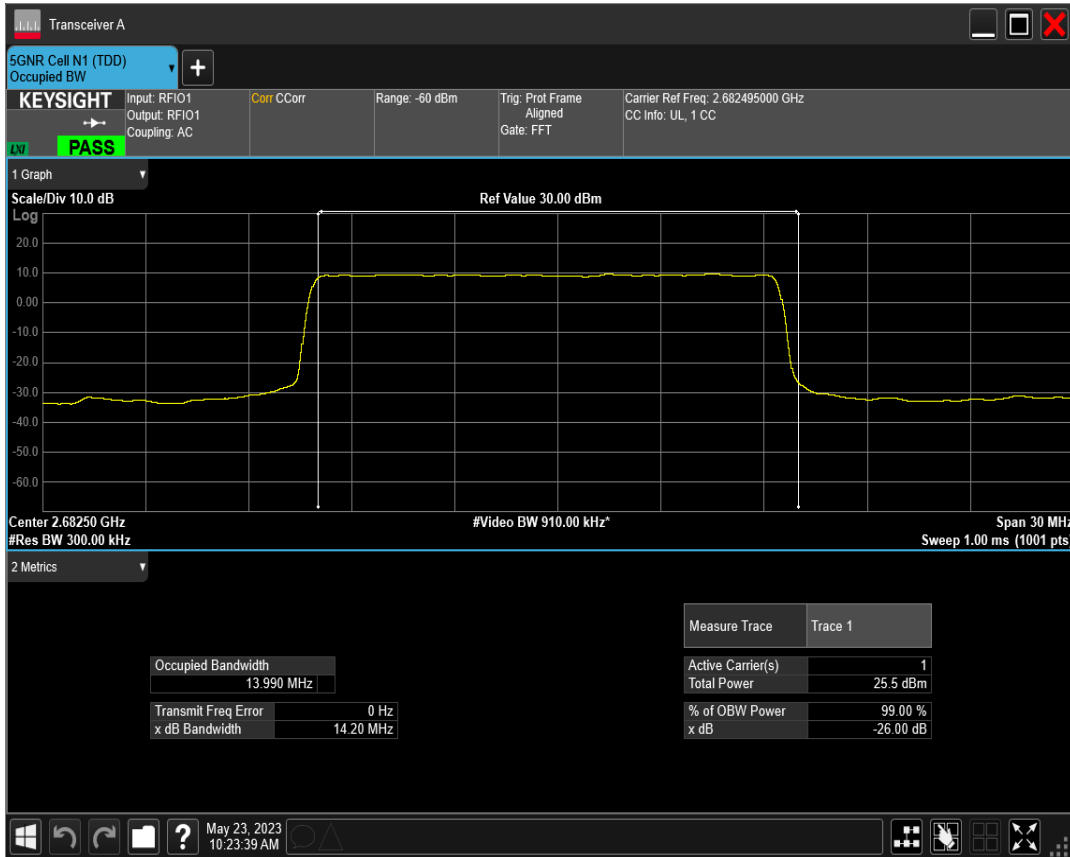 Transceiver A
5GNR Cell N1 (TDD)
Occupied BW
KEYSIGHT
LXI
PASS
Input: RFIO1
Output: RFIO1
Coupling: AC
Corr CCorr
Range: -60 dBm
Trig: Prot Frame
Aligned
Gate: FFT
Carrier Ref Freq: 2.682495000 GHz
CC Info: UL, 1 CC
1 Graph
Scale/Div 10.0 dB
Ref Value 30.00 dBm
Log
20.0
10.0
0.00
-10.0
-20.0
-30.0
-40.0
-50.0
-60.0
Center 2.68250 GHz
#Video BW 910.00 kHz*
Span 30 MHz
#Res BW 300.00 kHz
Sweep 1.00 ms (1001 pts)
2 Metrics
Measure Trace Trace 1
Occupied Bandwidth
13.990 MHz
Active Carrier(s) 1
Total Power 25.5 dBm
Transmit Freq Error 0 Hz
x dB Bandwidth 14.20 MHz
% of OBW Power 99.00 %
x dB -26.00 dB
May 23, 2023
10:23:39 AM